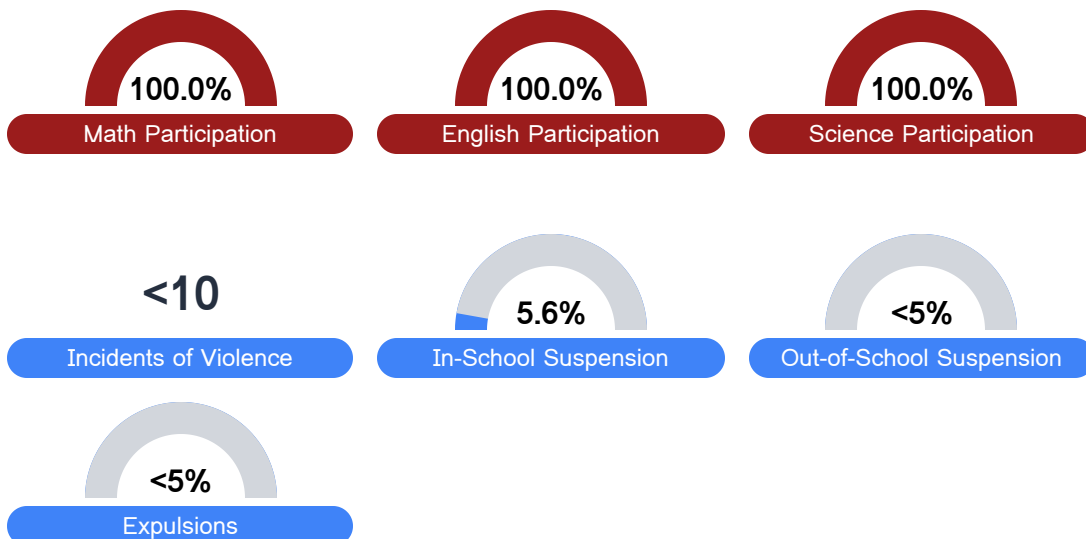 100.0%
Math Participation
100.0%
English Participation
100.0%
Science Participation
<10
Incidents of Violence
5.6%
In-School Suspension
<5%
Out-of-School Suspension
<5%
Expulsions